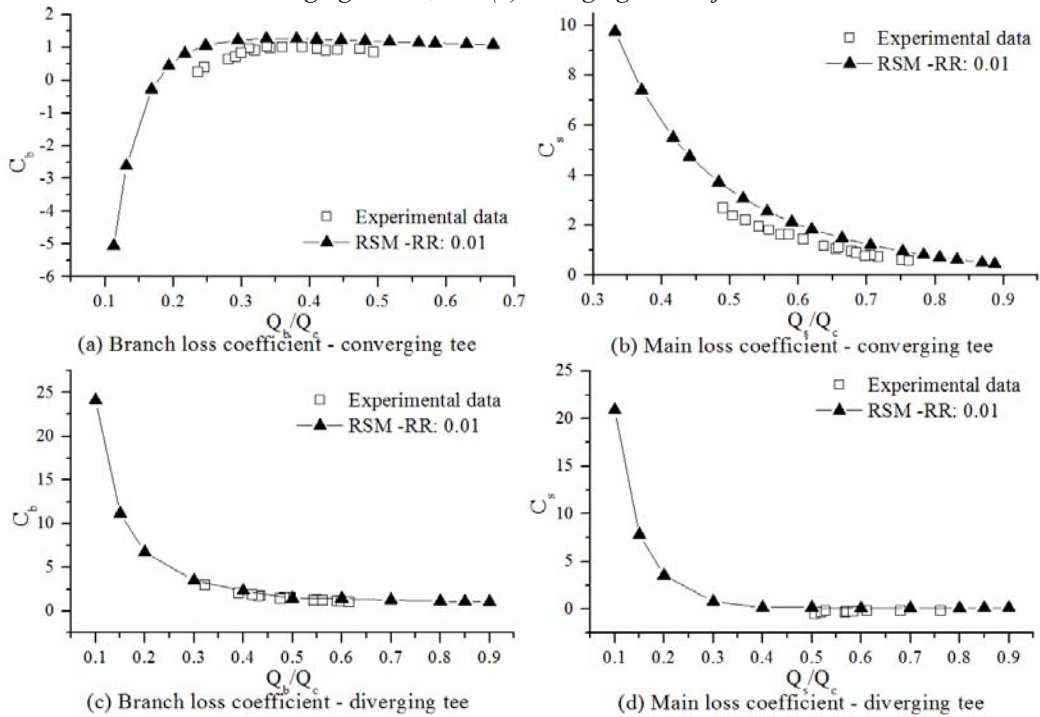 2
1
0
-1
-2
-3
-4
-5
-6
C_b
Experimental data
RSM -RR: 0.01
0.1 0.2 0.3 0.4 0.5 0.6 0.7
Q_b/Q_c
(a) Branch loss coefficient - converging tee
10
8
6
4
2
0
C_s
Experimental data
RSM -RR: 0.01
0.3 0.4 0.5 0.6 0.7 0.8 0.9
Q_s/Q_c
(b) Main loss coefficient - converging tee
25
20
15
10
5
0
C_b
Experimental data
RSM -RR: 0.01
0.1 0.2 0.3 0.4 0.5 0.6 0.7 0.8 0.9
Q_b/Q_c
(c) Branch loss coefficient - diverging tee
25
20
15
10
5
0
C_s
Experimental data
RSM -RR: 0.01
0.1 0.2 0.3 0.4 0.5 0.6 0.7 0.8 0.9
Q_s/Q_c
(d) Main loss coefficient - diverging tee